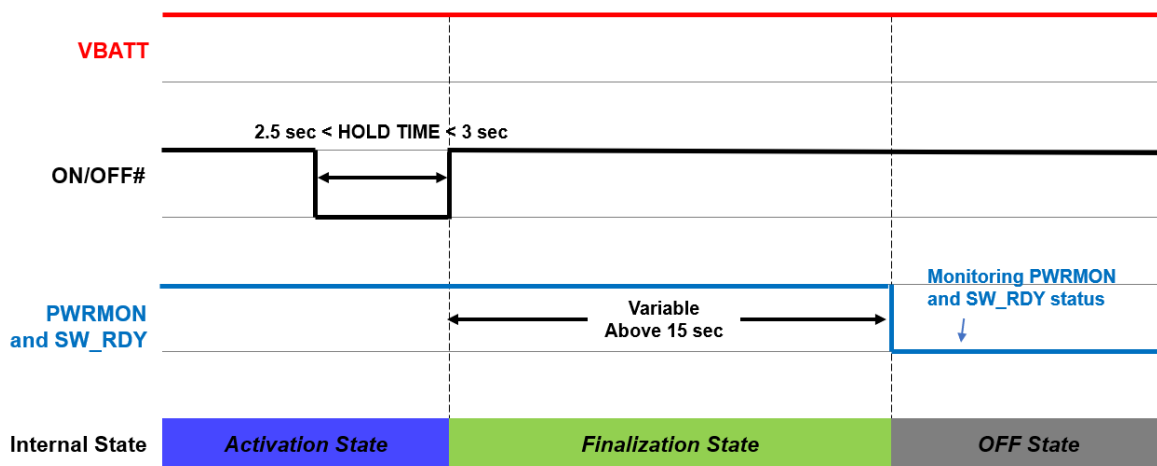 VBATT
2.5 sec < HOLD TIME < 3 sec
ON/OFF#
Monitoring PWRMON
and SW_RDY status
PWRMON
and SW_RDY
Variable
Above 15 sec
Internal State
Activation State
Finalization State
OFF State